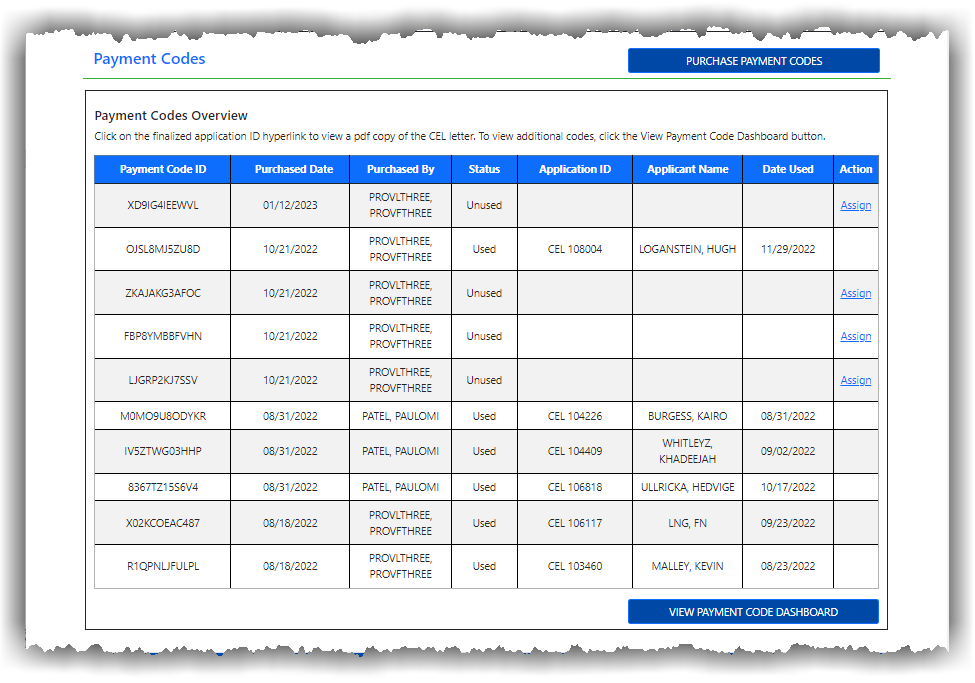 Payment Codes
PURCHASE PAYMENT CODES
Payment Codes Overview
Click on the finalized application ID hyperlink to view a pdf copy of the CEL letter. To view additional codes, click the View Payment Code Dashboard button.
Payment Code ID Purchased Date Purchased By Status Application ID Applicant Name Date Used Action
XD9IG4IEEWVL 01/12/2023 PROVLTHREE, PROVFTHREE Unused Assign
OJSL8MJ5ZU8D 10/21/2022 PROVLTHREE, PROVFTHREE Used CEL 108004 LOGANSTEIN, HUGH 11/29/2022
ZKAJAKG3AFOC 10/21/2022 PROVLTHREE, PROVFTHREE Unused Assign
FBP8YMBBFVHN 10/21/2022 PROVLTHREE, PROVFTHREE Unused Assign
LJGRP2KJ7SSV 10/21/2022 PROVLTHREE, PROVFTHREE Unused Assign
M0MO9U8ODYKR 08/31/2022 PATEL, PAULOMI Used CEL 104226 BURGESS, KAIRO 08/31/2022
IV5ZTWG03HHP 08/31/2022 PATEL, PAULOMI Used CEL 104409 WHITLEYZ, KHADEEJAH 09/02/2022
8367TZ15S6V4 08/31/2022 PATEL, PAULOMI Used CEL 106818 ULLRICKA, HEDVIGE 10/17/2022
X02KCOEAC487 08/18/2022 PROVLTHREE, PROVFTHREE Used CEL 106117 LNG, FN 09/23/2022
R1QPNLJFULPL 08/18/2022 PROVLTHREE, PROVFTHREE Used CEL 103460 MALLEY, KEVIN 08/23/2022
VIEW PAYMENT CODE DASHBOARD